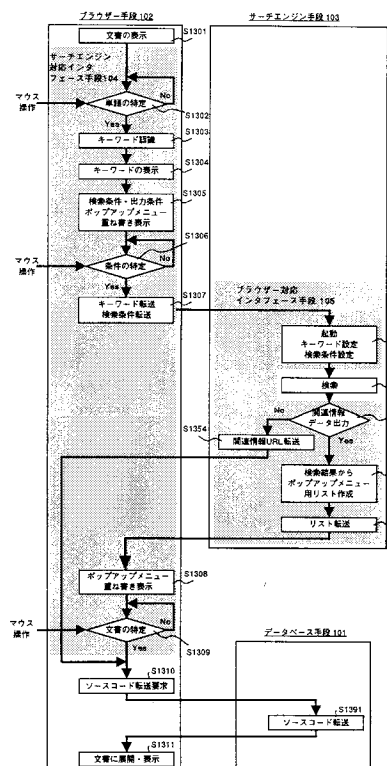 ブラウザー手段102
サーチエンジン手段103
文書の表示
S1301
サーチエンジン
対応インタ
フェース手段104
No
マウス
操作
単語の特定
S1302
Yes
S1303
キーワード認識
S1304
キーワードの表示
S1305
検索条件・出力条件
ポップアップメニュー
重ね書き表示
S1306
マウス
操作
条件の特定
No
Yes
S1307
キーワード転送
検索条件転送
ブラウザー対応
インタフェース手段105
起動
キーワード設定
検索条件設定
検索
No
関連情報
データ出力
S1354
Yes
関連情報URL転送
検索結果から
ポップアップメニュー
用リスト作成
リスト転送
S1308
ポップアップメニュー
重ね書き表示
No
マウス
操作
文書の特定
S1309
Yes
データベース手段101
S1310
ソースコード転送要求
S1391
ソースコード転送
S1311
文書に展開・表示